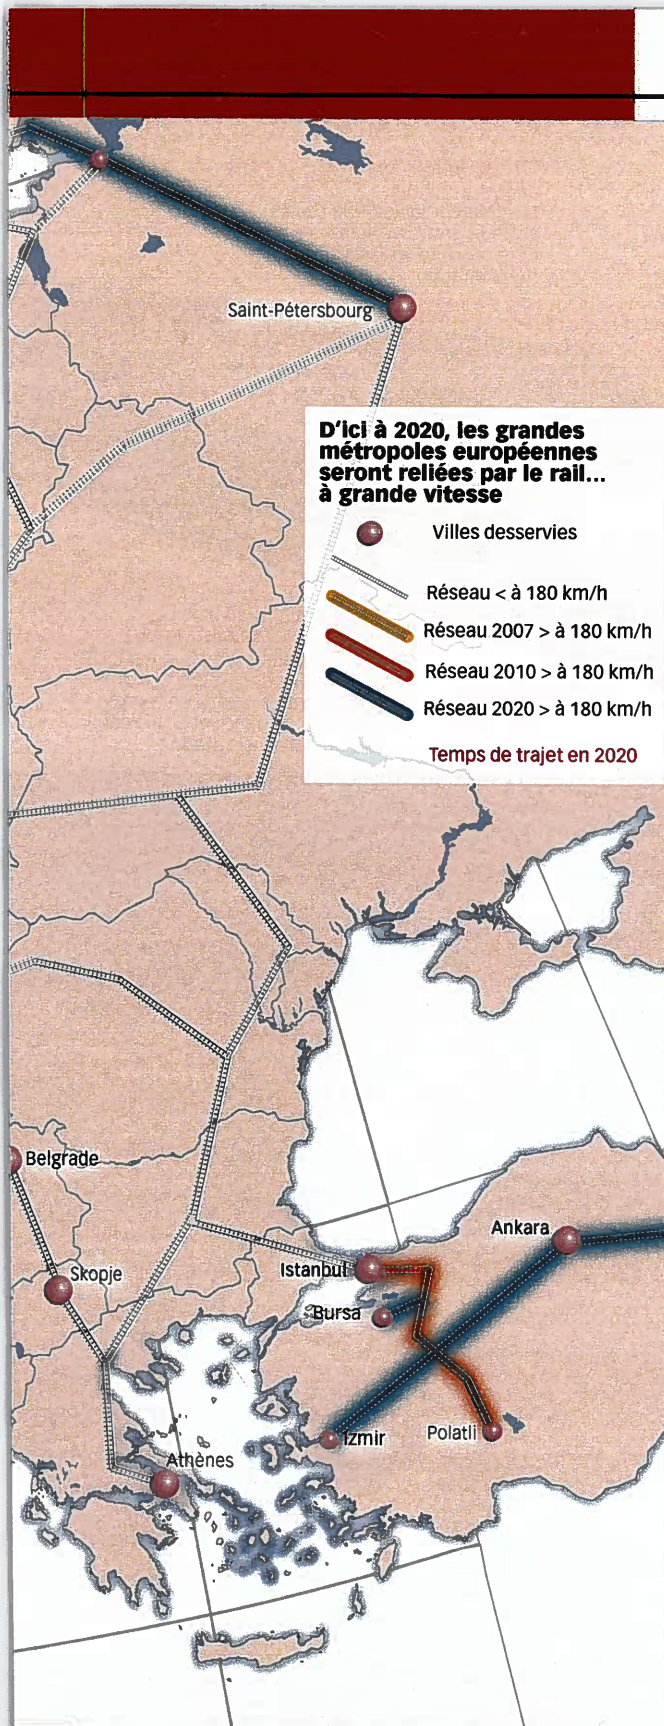 Saint-Pétersbourg
D'ici à 2020, les grandes
métropoles européennes
seront reliées par le rail...
à grande vitesse
Villes desservies
Réseau < à 180 km/h
Réseau 2007 > à 180 km/h
Réseau 2010 > à 180 km/h
Réseau 2020 > à 180 km/h
Temps de trajet en 2020
Belgrade
Ankara
Skopje
Istanbul
Bursa
Izmir
Polatli
Athènes